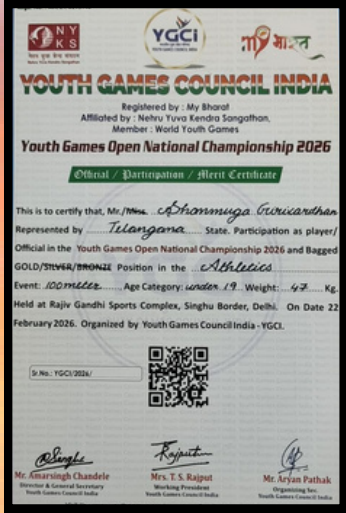 NY
KS
YGCi
YOUTH GAMES COUNCIL INDIA
Registered by : My Bharat
Affiliated by : Nehru Yuva Kendra Sangathan,
Member : World Youth Games
Youth Games Open National Championship 2026
Official / Participation / Merit Certificate
This is to certify that, Mr./Miss. Shanmuga
Represented by Telangana State. Participation as player/
Official in the Youth Games Open National Championship 2026 and Bagged
GOLD/SILVER/BRONZE Position in the Athletics
Event: 100meter Age Category: under 19 Weight: 47 Kg.
Held at Rajiv Gandhi Sports Complex, Singhu Border, Delhi. On Date 22
February 2026. Organized by Youth Games Council India - YGCI.
Sr.No.: YGCI/2026/
Mr. Amarsingh Chandele
Director & General Secretary
Youth Games Council India
Mrs. T. S. Rajput
Working President
Youth Games Council India
Mr. Aryan Pathak
Organizing Sec.
Youth Games Council India